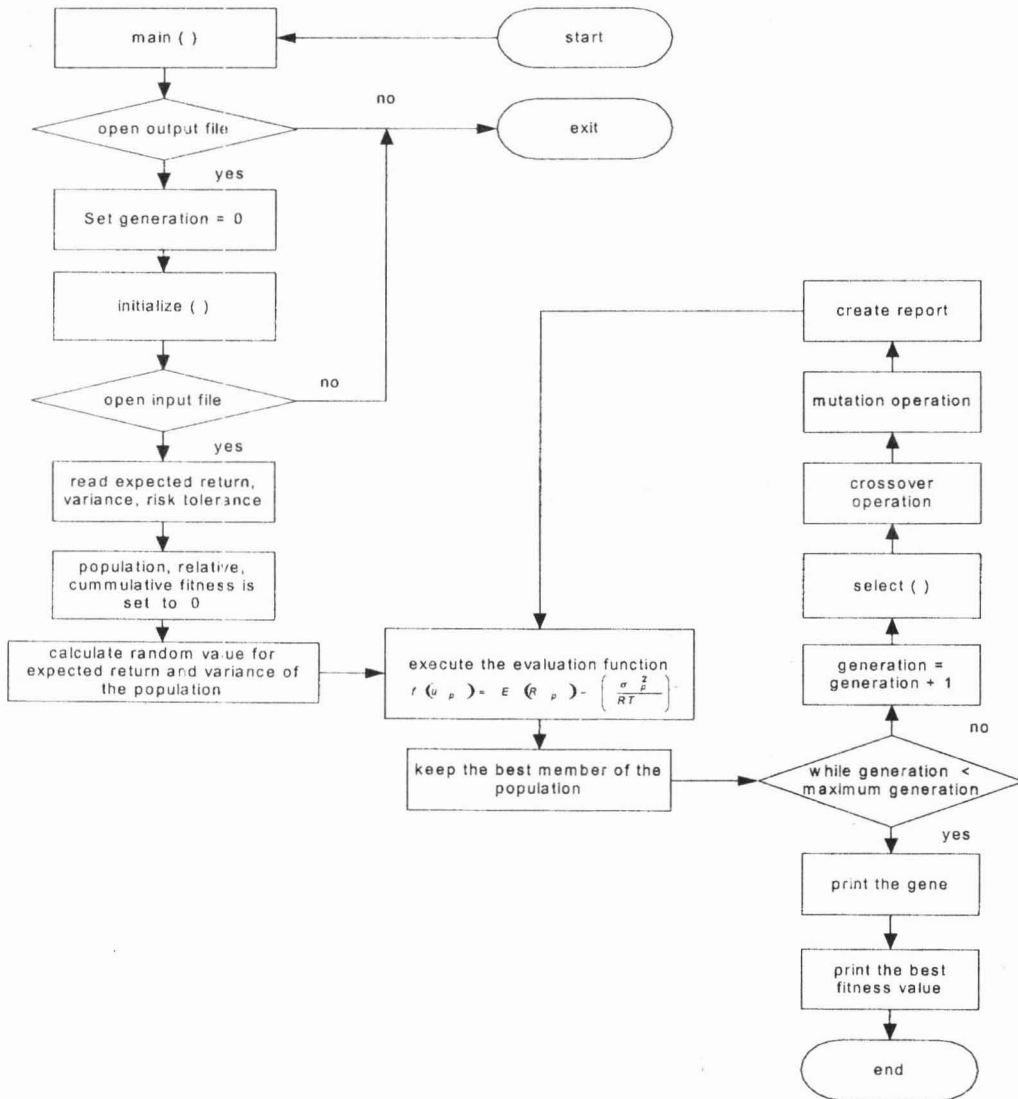 main ( )
start
no
open output file
exit
yes
Set generation = 0
initialize ( )
create report
no
open input file
mutation operation
yes
read expected return,
variance, risk tolerance
crossover
operation
population, relative,
cummulative fitness is
set to 0
select ( )
calculate random value for
expected return and variance of
the population
execute the evaluation function
f (u p) = E (R p) - (σ p 2 / RT)
generation =
generation + 1
no
keep the best member of the
population
while generation <
maximum generation
yes
print the gene
print the best
fitness value
end